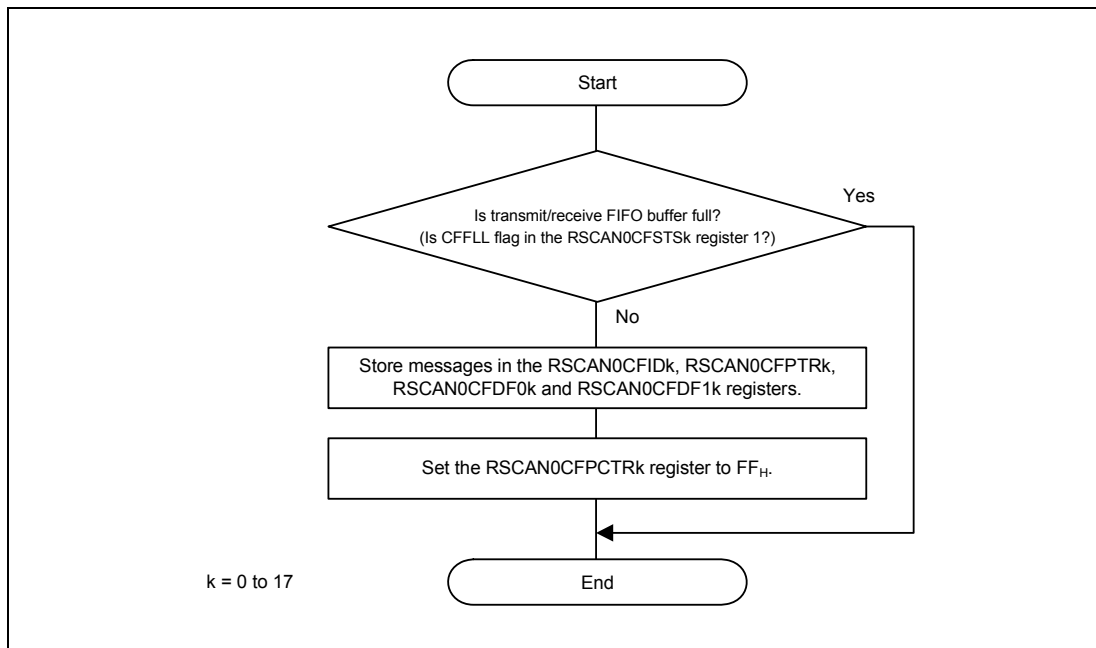 Start
Yes
Is transmit/receive FIFO buffer full?
(Is CFFLL flag in the RSCAN0CFSTSk register 1?)
No
Store messages in the RSCAN0CFIDk, RSCAN0CFPTRk,
RSCAN0CFDF0k and RSCAN0CFDF1k registers.
Set the RSCAN0CFPCTRk register to FFH.
k = 0 to 17
End